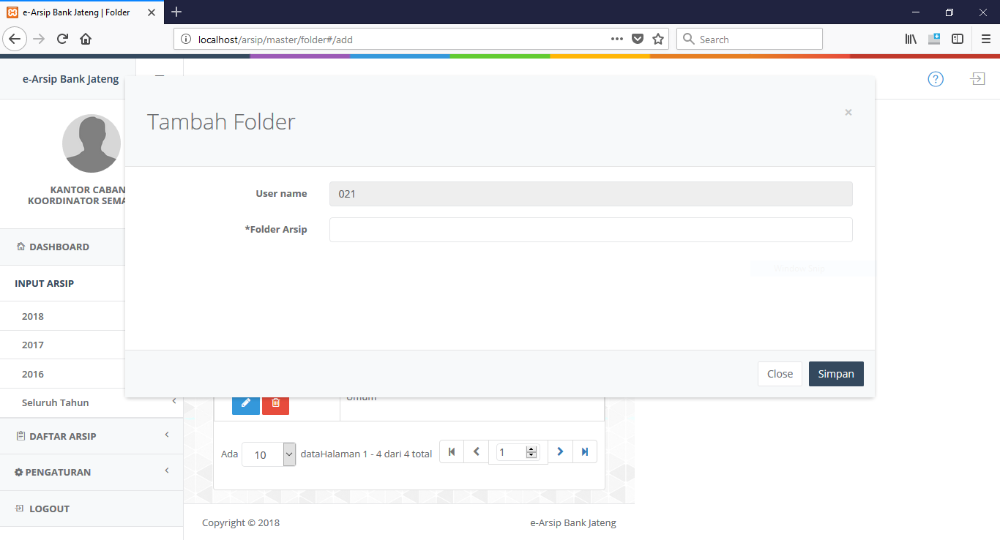 e-Arsip Bank Jateng | Folder
localhost/arsip/master/folder#/add
Search
e-Arsip Bank Jateng
KANTOR CABAN
KOORDINATOR SEMA
DASHBOARD
INPUT ARSIP
2018
2017
2016
Seluruh Tahun
DAFTAR ARSIP
PENGATURAN
LOGOUT
Tambah Folder
×
User name
021
*Folder Arsip
Window Snip
Close
Simpan
Umum
Ada 10 dataHalaman 1 - 4 dari 4 total 1
Copyright © 2018
e-Arsip Bank Jateng